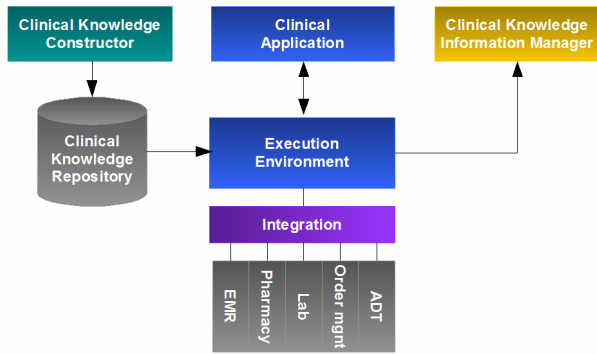 Clinical Knowledge
Constructor
Clinical
Application
Clinical Knowledge
Information Manager
Clinical
Knowledge
Repository
Execution
Environment
Integration
EMR
Pharmacy
Lab
Order mgnt
ADT